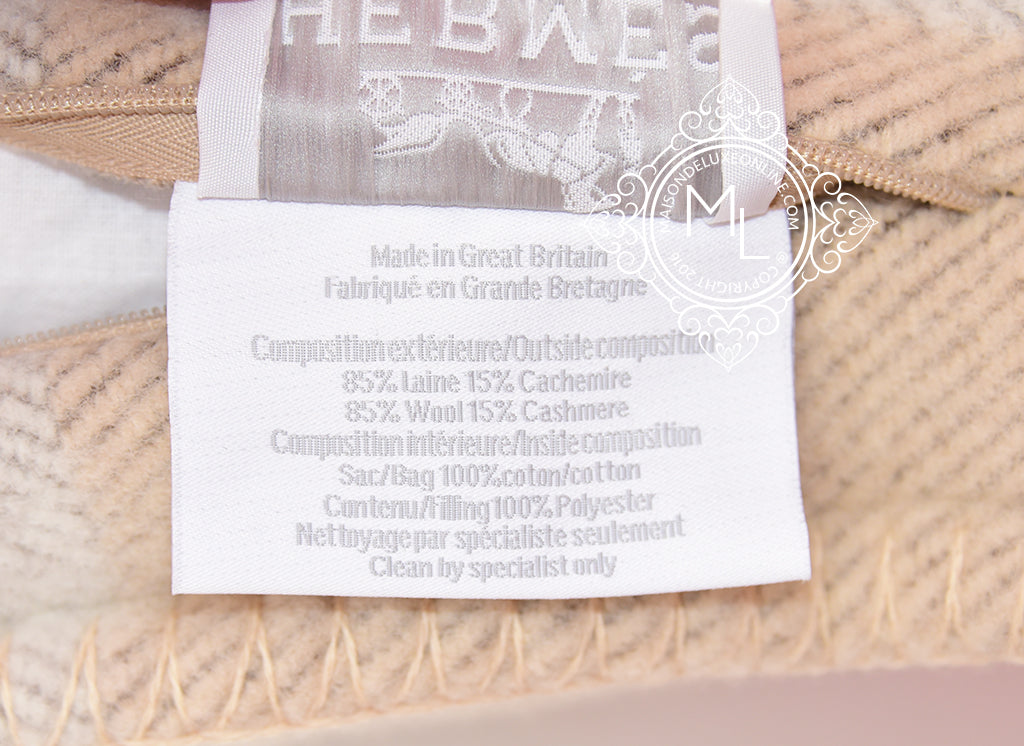 HERMÈS
MAISONDELUXEONLINE.COM
ML
© COPYRIGHT 2016
Made in Great Britain
Fabriqué en Grande Bretagne
Composition extérieure/Outside composition
85% Laine 15% Cachemire
85% Wool 15% Cashmere
Composition intérieure/Inside composition
Sac/Bag 100% coton/cotton
Contenu/Filling 100% Polyester
Nettoyage par spécialiste seulement
Clean by specialist only